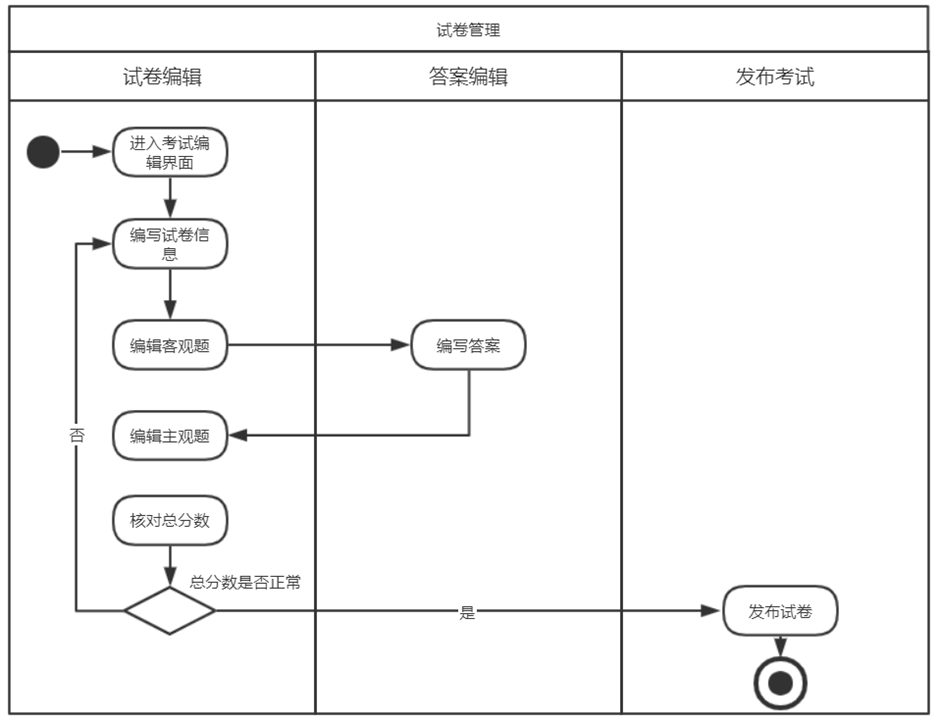 试卷管理
试卷编辑
答案编辑
发布考试
进入考试编
辑界面
编写试卷信
息
编辑客观题
编写答案
否
编辑主观题
核对总分数
总分数是否正常
是
发布试卷